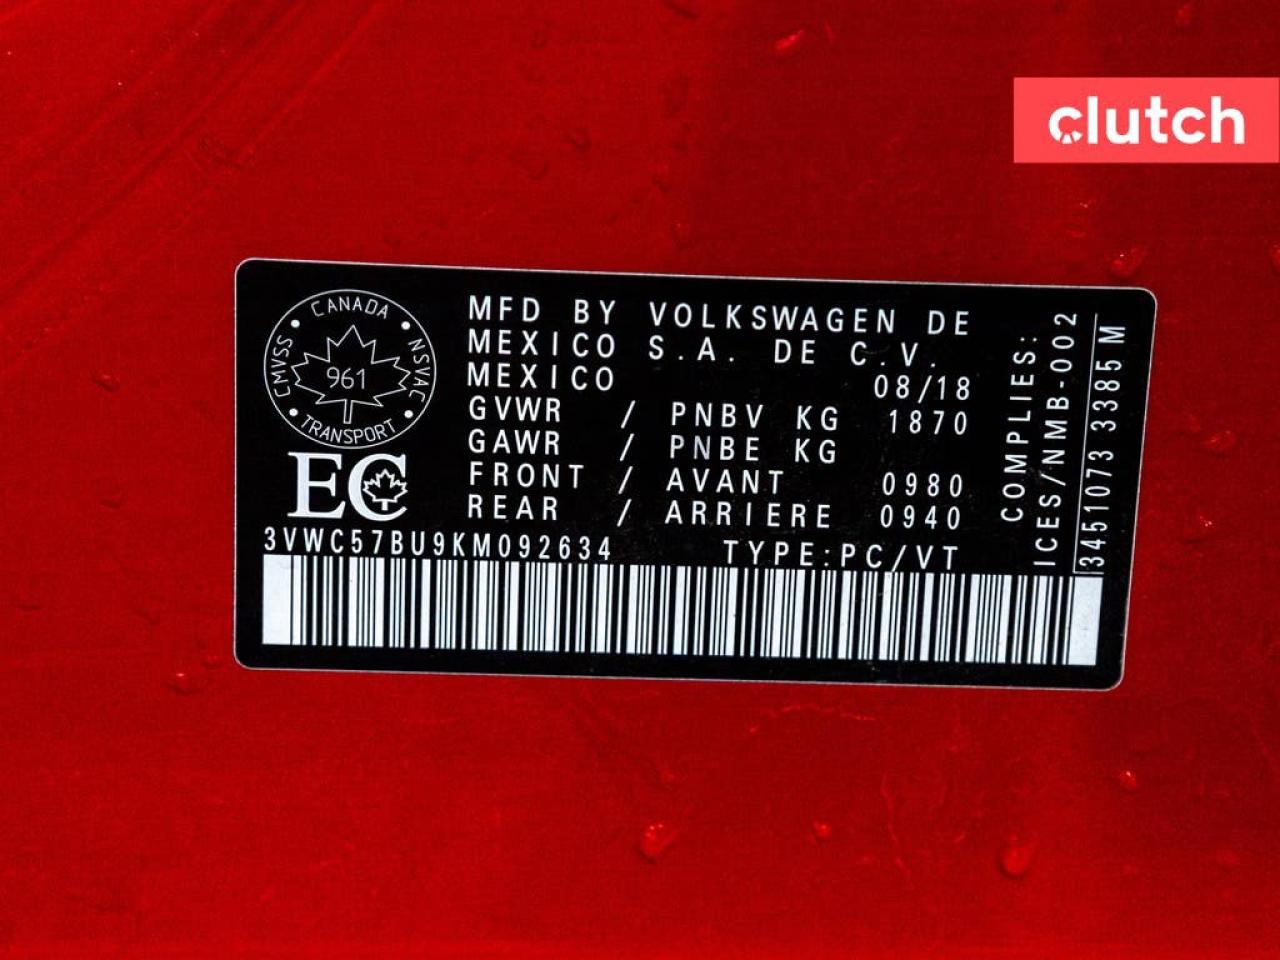 clutch
CANADA
CMVSS
NSVAC
961
TRANSPORT
EC
MFD BY VOLKSWAGEN DE
MEXICO S.A. DE C.V.
MEXICO 08/18
GVWR / PNBV KG 1870
GAWR / PNBE KG
FRONT / AVANT 0980
REAR / ARRIERE 0940
3VWC57BU9KM092634 TYPE:PC/VT
COMPLIES:
ICES/NMB-002
3451073 3385 M